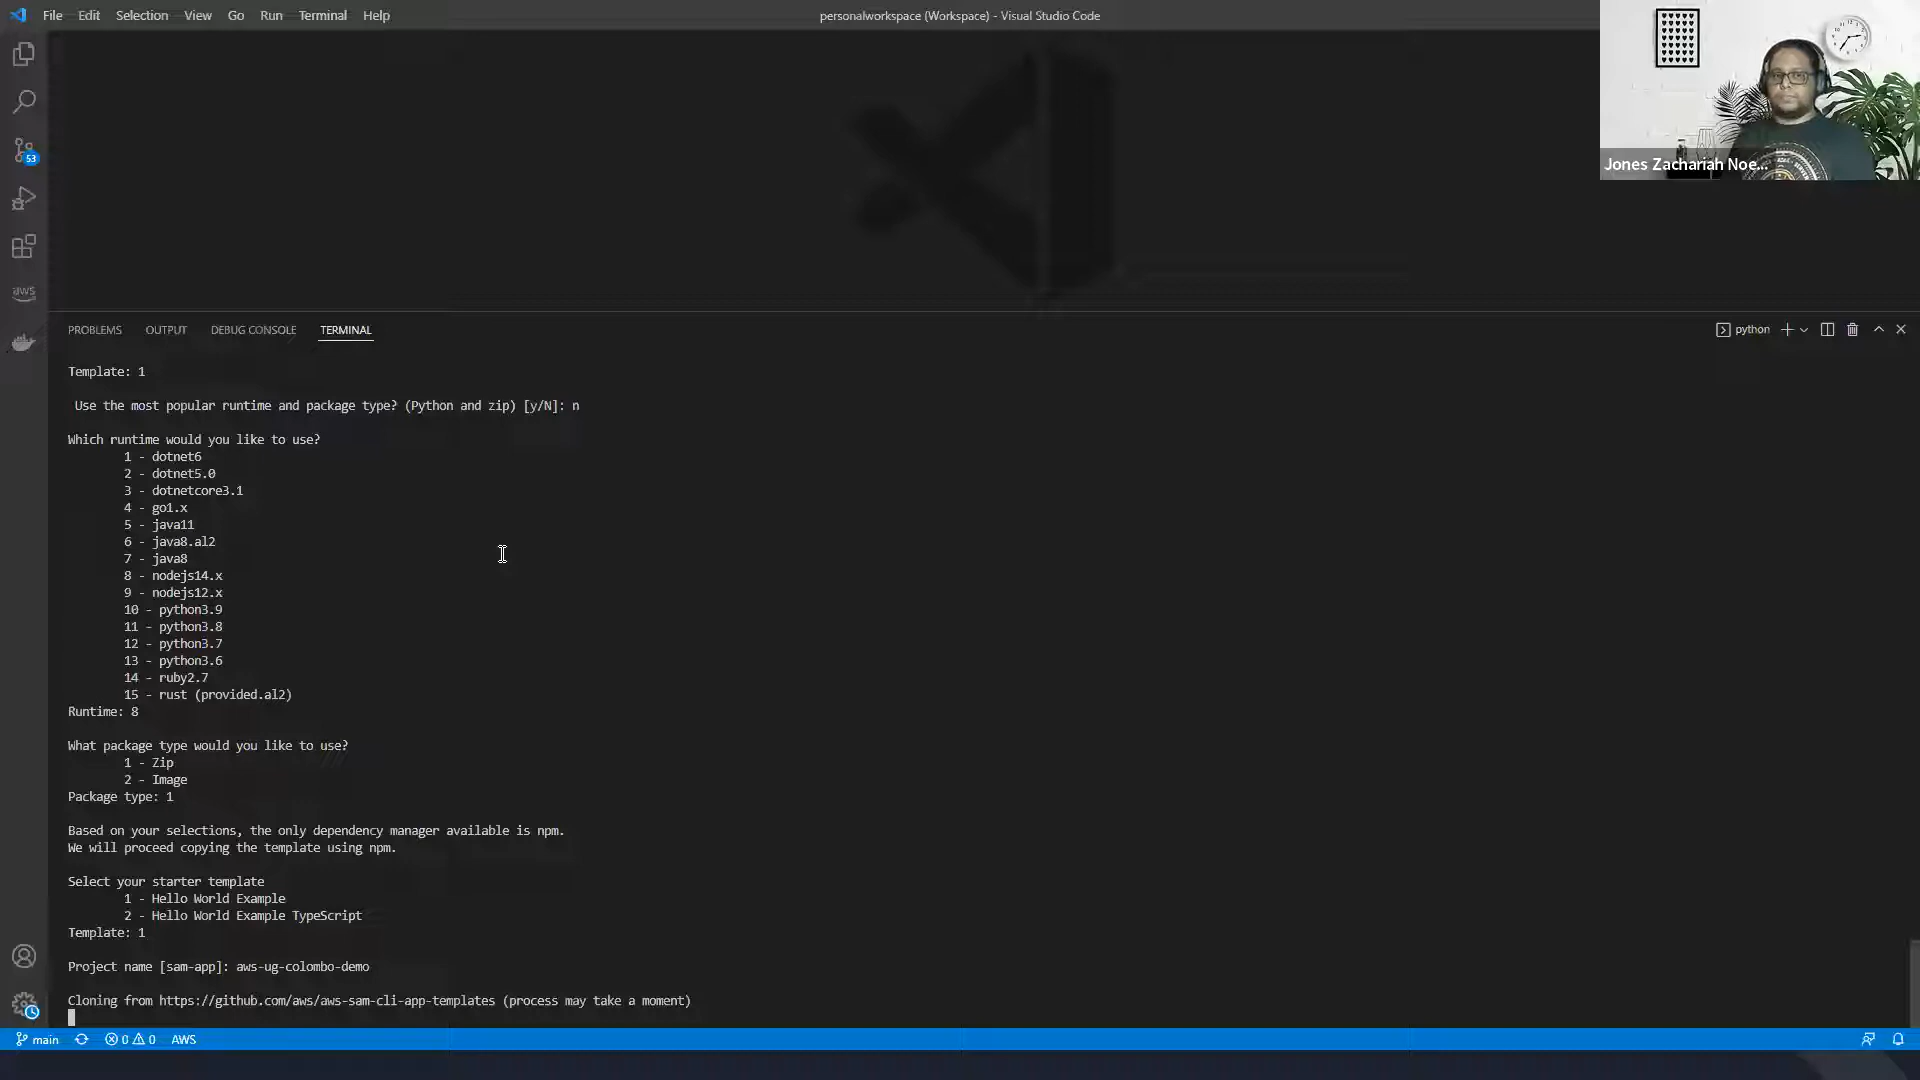 File Edit Selection View Go Run Terminal Help
personalworkspace (Workspace) - Visual Studio Code
Jones Zachariah Noe...
53
aws
PROBLEMS OUTPUT DEBUG CONSOLE TERMINAL
python
Template: 1
Use the most popular runtime and package type? (Python and zip) [y/N]: n
Which runtime would you like to use?
1 - dotnet6
2 - dotnet5.0
3 - dotnetcore3.1
4 - go1.x
5 - java11
6 - java8.al2
7 - java8
8 - nodejs14.x
9 - nodejs12.x
10 - python3.9
11 - python3.8
12 - python3.7
13 - python3.6
14 - ruby2.7
15 - rust (provided.al2)
Runtime: 8
What package type would you like to use?
1 - Zip
2 - Image
Package type: 1
Based on your selections, the only dependency manager available is npm.
We will proceed copying the template using npm.
Select your starter template
1 - Hello World Example
2 - Hello World Example TypeScript
Template: 1
Project name [sam-app]: aws-ug-colombo-demo
Cloning from https://github.com/aws/aws-sam-cli-app-templates (process may take a moment)
main 0 0 AWS